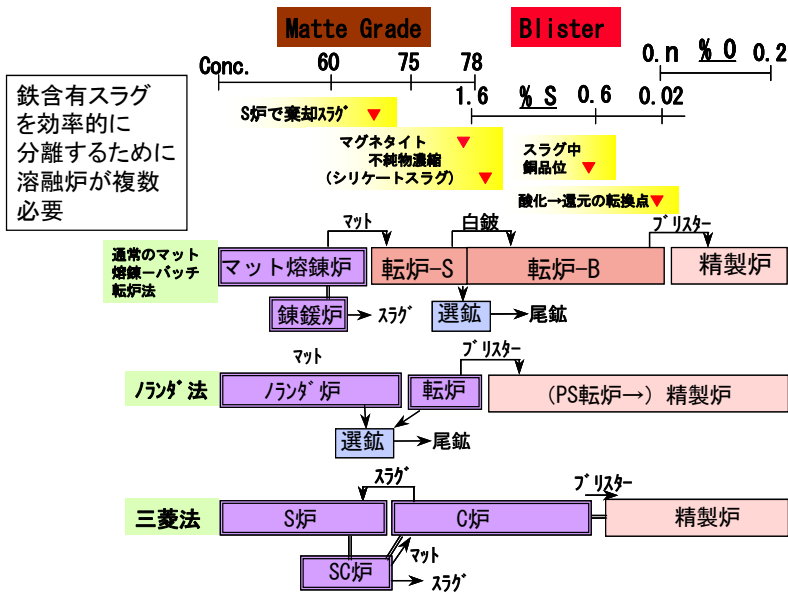 Matte Grade
Blister
Conc.
60
75
78
0.n
% O
0.2
1.6
% S
0.6
0.02
鉄含有スラグ
を効率的に
分離するために
溶融炉が複数
必要
S炉で棄却ｽﾗｸﾞ
マグネタイト
不純物濃縮
(シリケートスラグ)
スラグ中
銅品位
酸化→還元の転換点
通常のマット
熔錬ーバッチ
転炉法
ﾏｯﾄ
白鈹
ﾌﾞﾘｽﾀｰ
マット熔錬炉
転炉-S
転炉-B
精製炉
錬鍰炉
ｽﾗｸﾞ
選鉱
尾鉱
ﾏｯﾄ
ﾌﾞﾘｽﾀｰ
ﾉﾗﾝﾀﾞ法
ﾉﾗﾝﾀﾞ炉
転炉
(PS転炉→) 精製炉
選鉱
尾鉱
ｽﾗｸﾞ
ﾌﾞﾘｽﾀｰ
三菱法
S炉
C炉
精製炉
ﾏｯﾄ
SC炉
ｽﾗｸﾞ